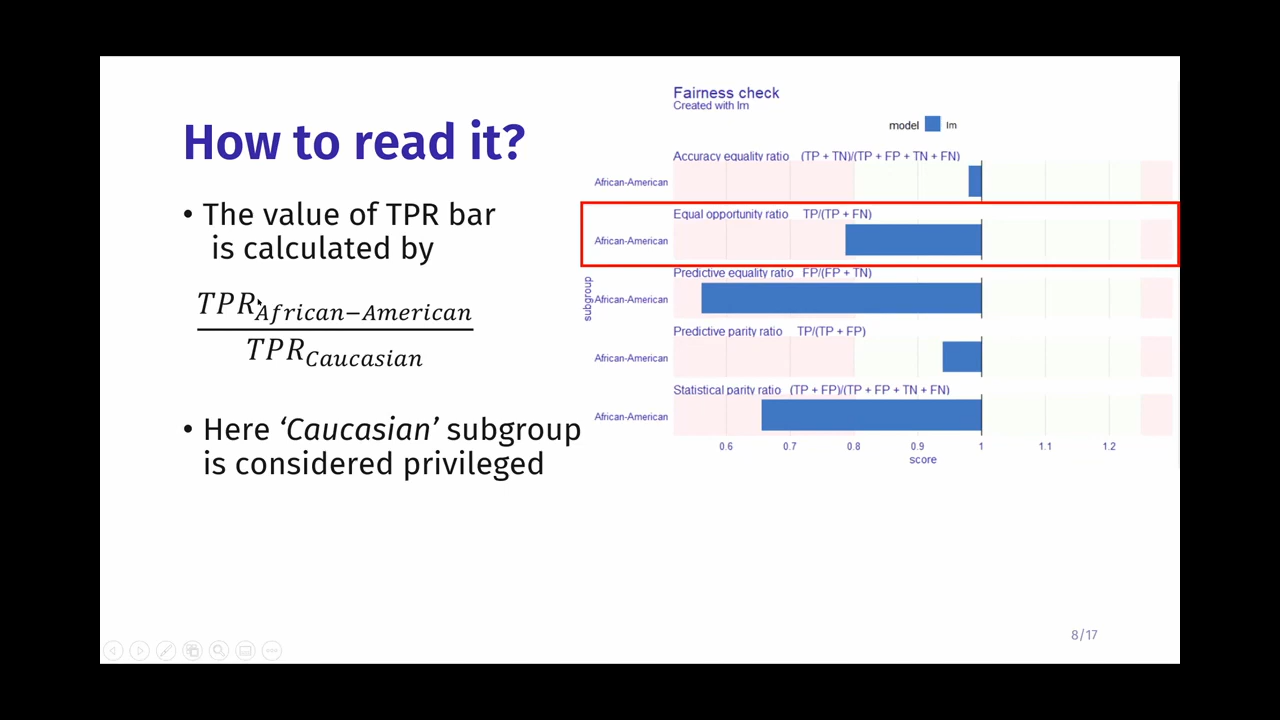 How to read it?
• The value of TPR bar
is calculated by
TPR African−American
TPR Caucasian
• Here ‘Caucasian’ subgroup
is considered privileged
Fairness check
Created with lm
model lm
Accuracy equality ratio (TP + TN)/(TP + FP + TN + FN)
African-American
Equal opportunity ratio TP/(TP + FN)
African-American
Predictive equality ratio FP/(FP + TN)
African-American
Predictive parity ratio TP/(TP + FP)
African-American
Statistical parity ratio (TP + FP)/(TP + FP + TN + FN)
African-American
subgroup
0.6 0.7 0.8 0.9 1 1.1 1.2
score
8/17